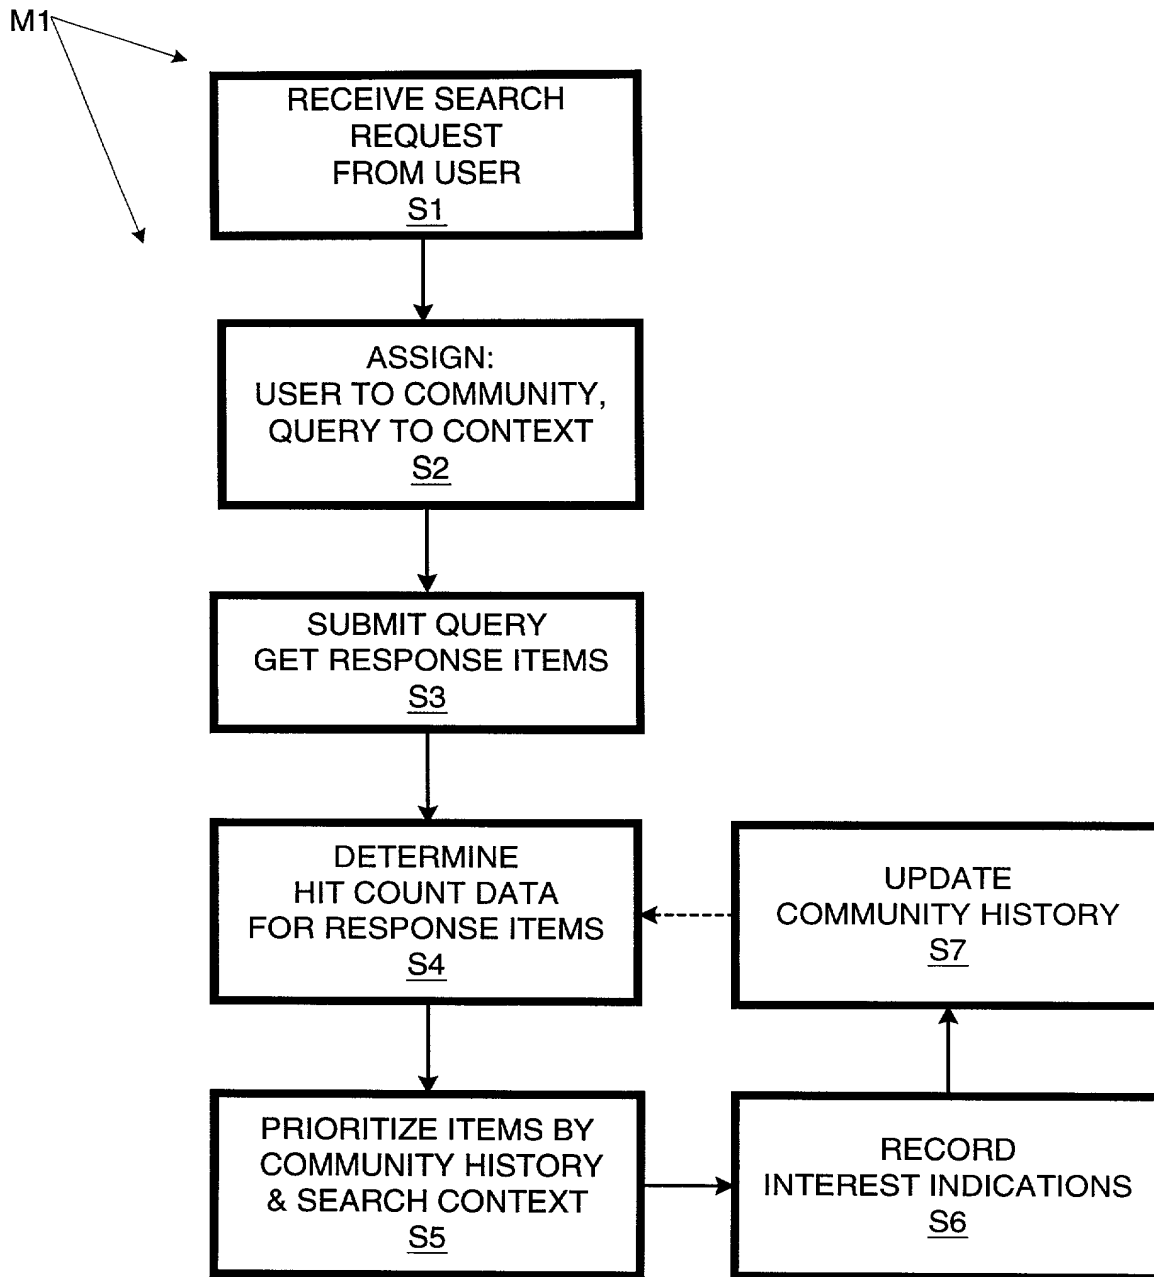 M1
RECEIVE SEARCH
REQUEST
FROM USER
S1
ASSIGN:
USER TO COMMUNITY,
QUERY TO CONTEXT
S2
SUBMIT QUERY
GET RESPONSE ITEMS
S3
DETERMINE
HIT COUNT DATA
FOR RESPONSE ITEMS
S4
UPDATE
COMMUNITY HISTORY
S7
PRIORITIZE ITEMS BY
COMMUNITY HISTORY
& SEARCH CONTEXT
S5
RECORD
INTEREST INDICATIONS
S6